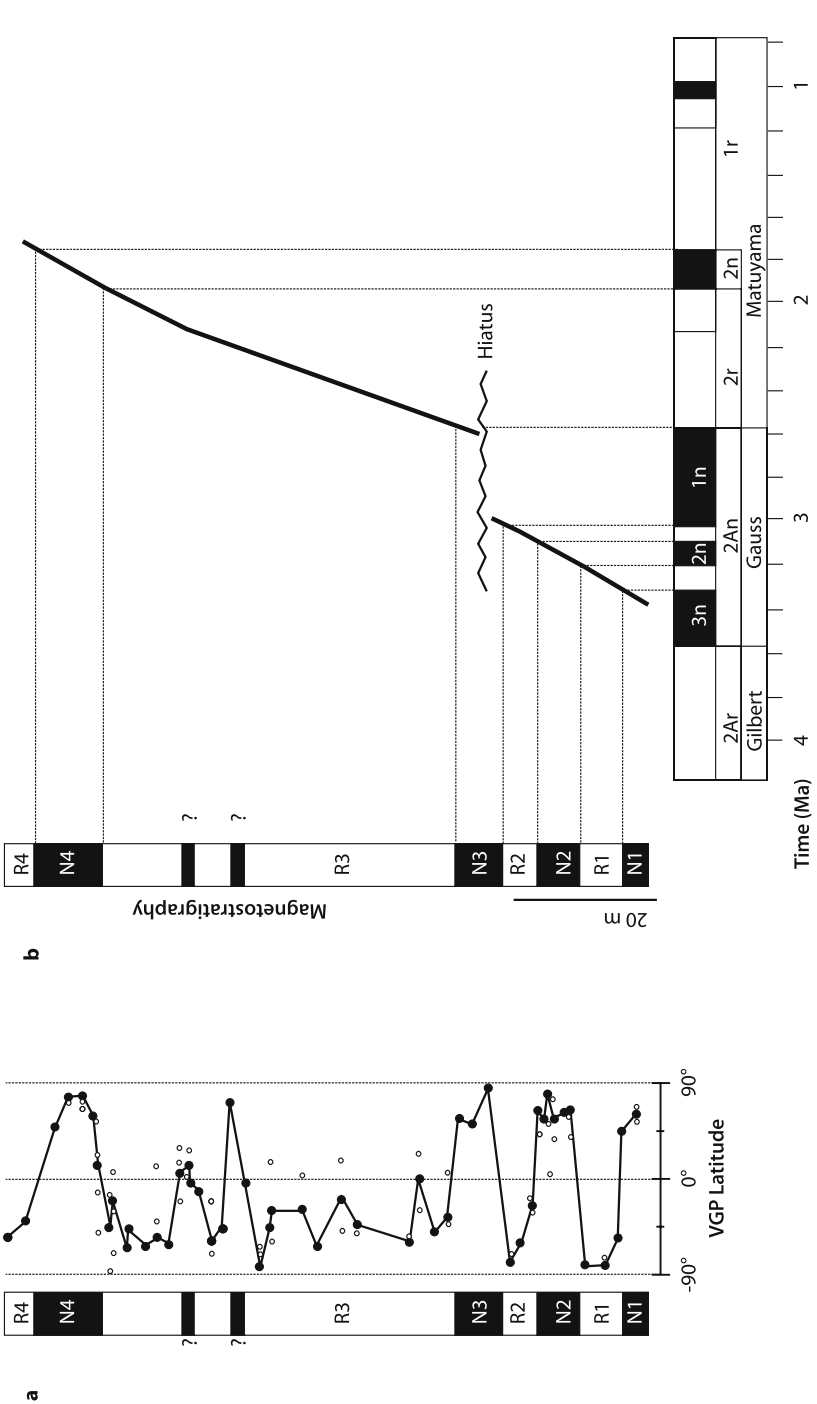 a
R4
N4
?
?
R3
N3
R2
N2
R1
N1
-90°
0°
90°
VGP Latitude
b
Magnetostratigraphy
20 m
R4
N4
?
?
R3
N3
R2
N2
R1
N1
Hiatus
3n
2n
1n
2n
2Ar
2An
2r
1r
Gilbert
Gauss
Matuyama
4
3
2
1
Time (Ma)